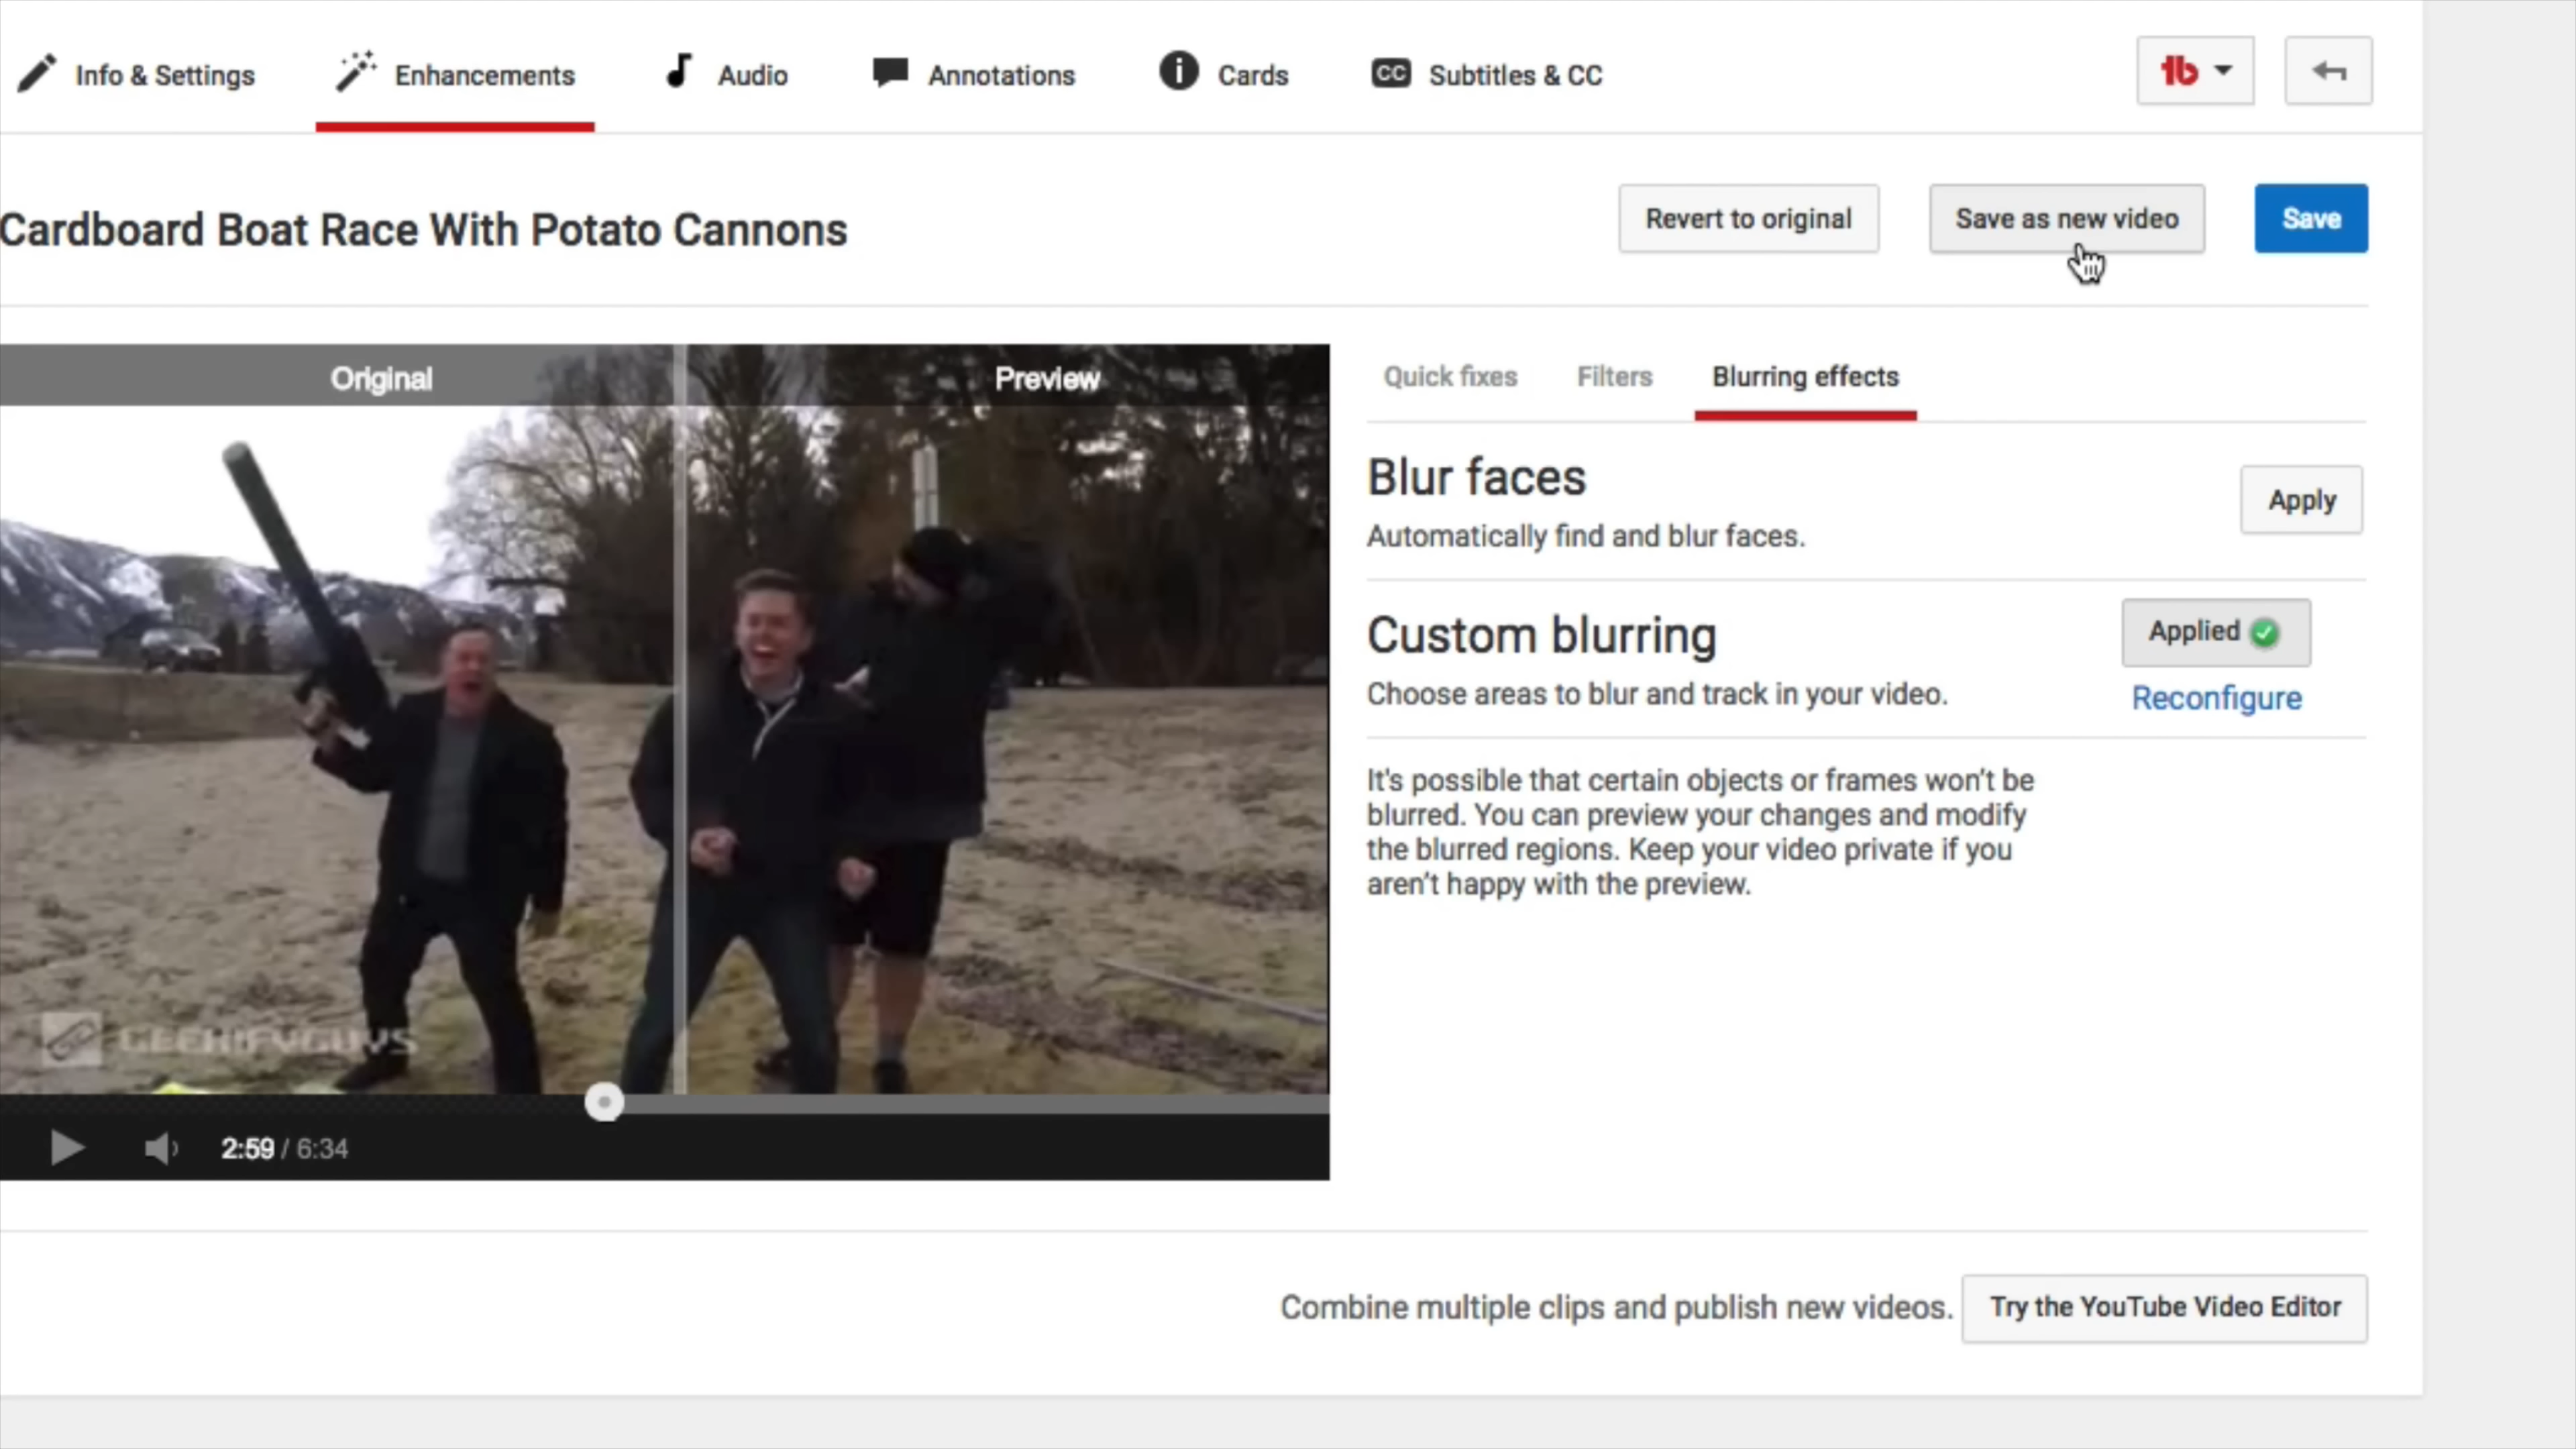 Info & Settings
Enhancements
Audio
Annotations
Cards
CC Subtitles & CC
tb
Cardboard Boat Race With Potato Cannons
Revert to original
Save as new video
Save
Original
Preview
Quick fixes
Filters
Blurring effects
Blur faces
Apply
Automatically find and blur faces.
Custom blurring
Applied
Choose areas to blur and track in your video.
Reconfigure
It's possible that certain objects or frames won't be
blurred. You can preview your changes and modify
the blurred regions. Keep your video private if you
aren't happy with the preview.
GEEKIFYGUYS
2:59 / 6:34
Combine multiple clips and publish new videos.
Try the YouTube Video Editor